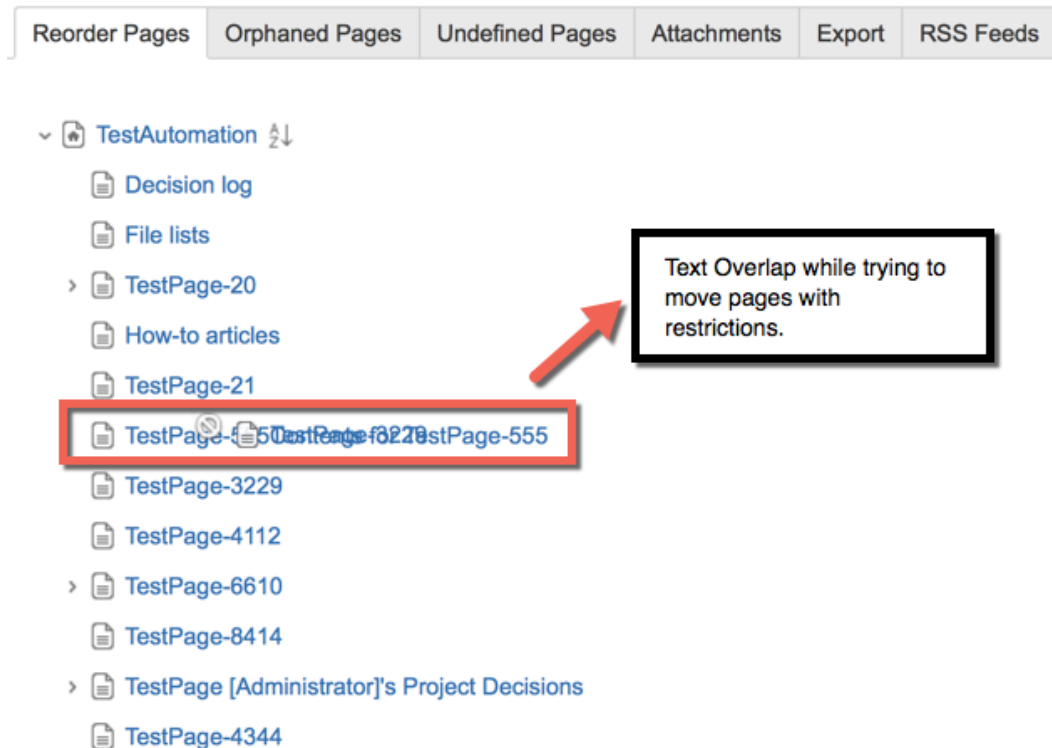 Reorder Pages Orphaned Pages Undefined Pages Attachments Export RSS Feeds
TestAutomation
Decision log
File lists
TestPage-20
How-to articles
Text Overlap while trying to
move pages with
restrictions.
TestPage-21
TestPage-3229
TestPage-555
TestPage-3229
TestPage-4112
TestPage-6610
TestPage-8414
TestPage [Administrator]'s Project Decisions
TestPage-4344